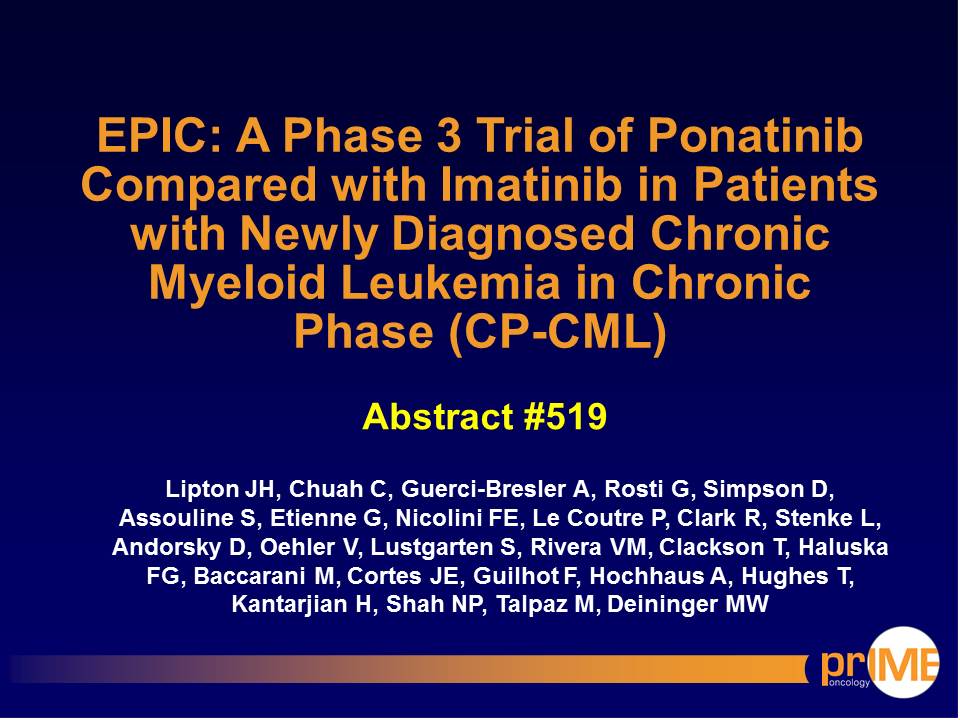 EPIC: A Phase 3 Trial of Ponatinib
Compared with Imatinib in Patients
with Newly Diagnosed Chronic
Myeloid Leukemia in Chronic
Phase (CP-CML)
Abstract #519
Lipton JH, Chuah C, Guerci-Bresler A, Rosti G, Simpson D,
Assouline S, Etienne G, Nicolini FE, Le Coutre P, Clark R, Stenke L,
Andorsky D, Oehler V, Lustgarten S, Rivera VM, Clackson T, Haluska
FG, Baccarani M, Cortes JE, Guilhot F, Hochhaus A, Hughes T,
Kantarjian H, Shah NP, Talpaz M, Deininger MW
prIME
oncology